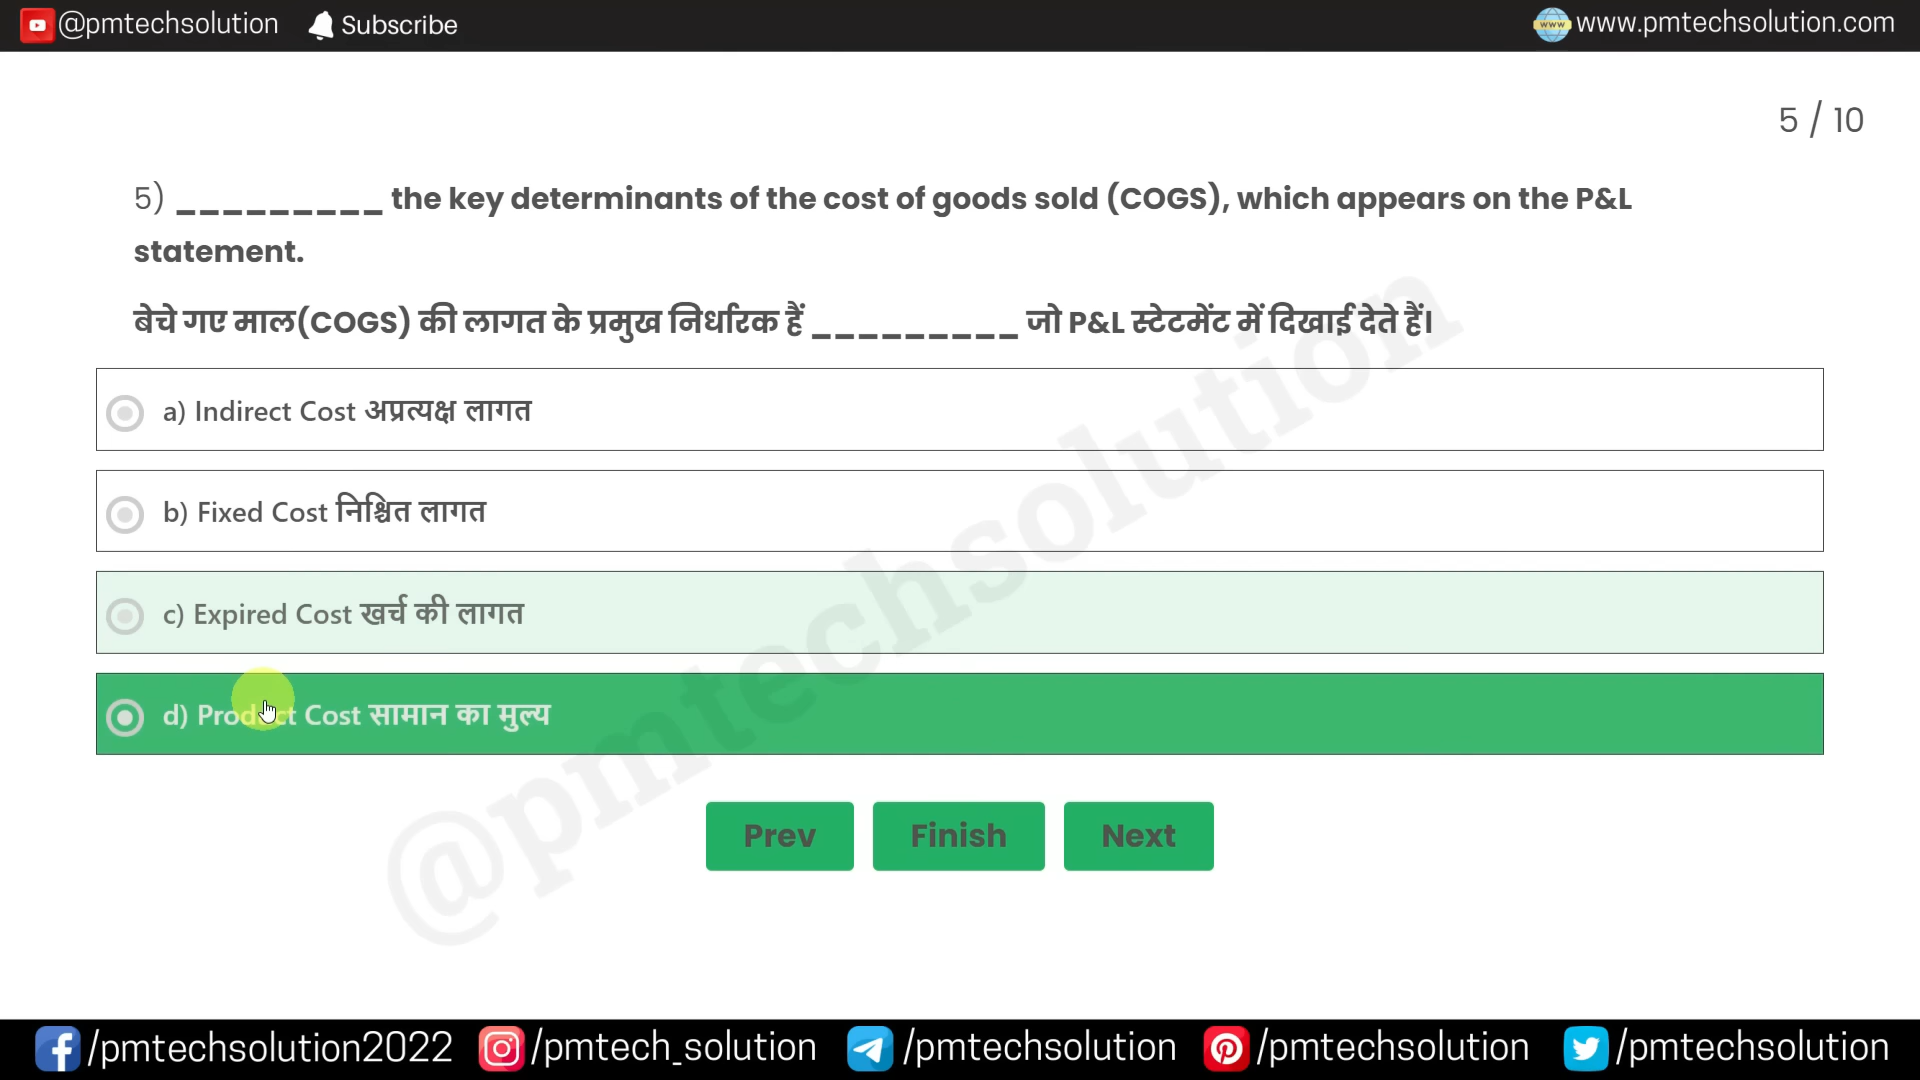 @pmtechsolution Subscribe www.pmtechsolution.com
5 / 10
5) _________ the key determinants of the cost of goods sold (COGS), which appears on the P&L
statement.
बेचे गए माल(COGS) की लागत के प्रमुख निर्धारक हैं _________ जो P&L स्टेटमेंट में दिखाई देते हैं।
a) Indirect Cost अप्रत्यक्ष लागत
b) Fixed Cost निश्चित लागत
c) Expired Cost खर्च की लागत
d) Product Cost सामान का मुल्य
@pmtechsolution
Prev Finish Next
/pmtechsolution2022 /pmtech_solution /pmtechsolution /pmtechsolution /pmtechsolution